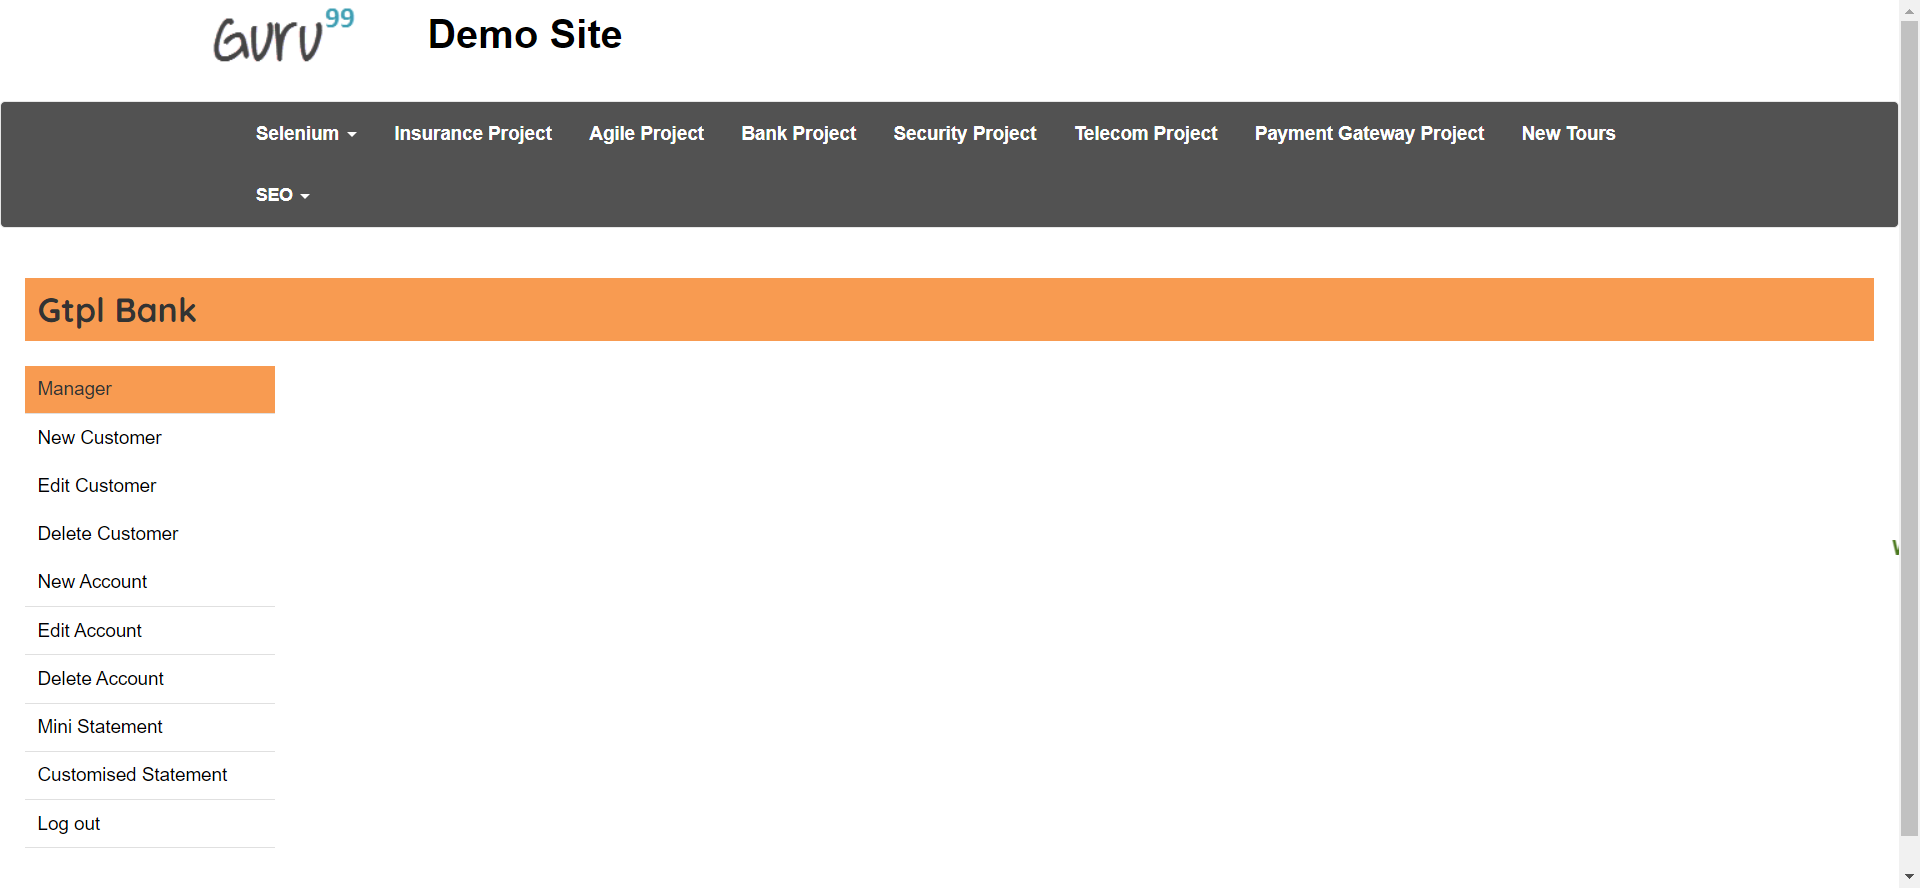 Guru99
Demo Site
Selenium Insurance Project Agile Project Bank Project Security Project Telecom Project Payment Gateway Project New Tours
SEO
Gtpl Bank
Manager
New Customer
Edit Customer
Delete Customer
New Account
Edit Account
Delete Account
Mini Statement
Customised Statement
Log out